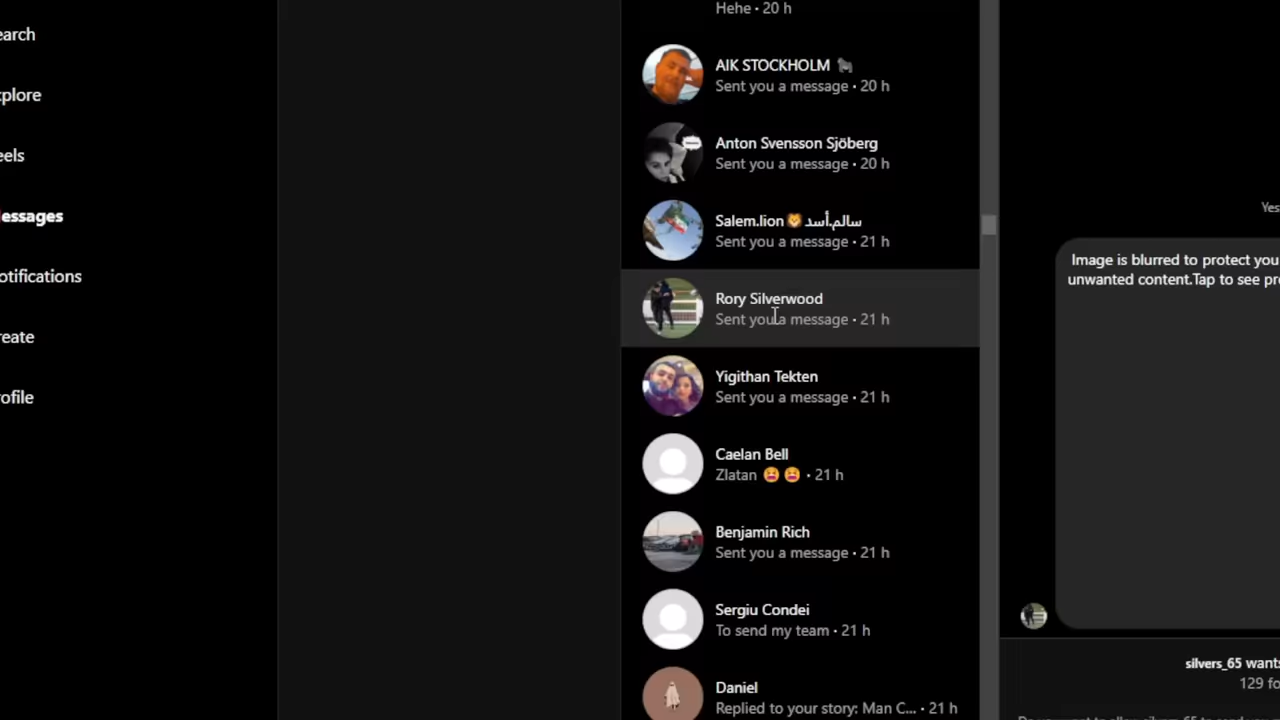 earch
xplore
eels
essages
otifications
reate
ofile
Hehe • 20 h
AIK STOCKHOLM 🦍
Sent you a message • 20 h
Anton Svensson Sjöberg
Sent you a message • 20 h
Salem.lion🦁سالم.أسد
Sent you a message • 21 h
Rory Silverwood
Sent you a message • 21 h
Yigithan Tekten
Sent you a message • 21 h
Caelan Bell
Zlatan 😫 😫 • 21 h
Benjamin Rich
Sent you a message • 21 h
Sergiu Condei
To send my team • 21 h
Daniel
Replied to your story: Man C... • 21 h
Yes
Image is blurred to protect you
unwanted content.Tap to see pr
silvers_65 wants
129 fo